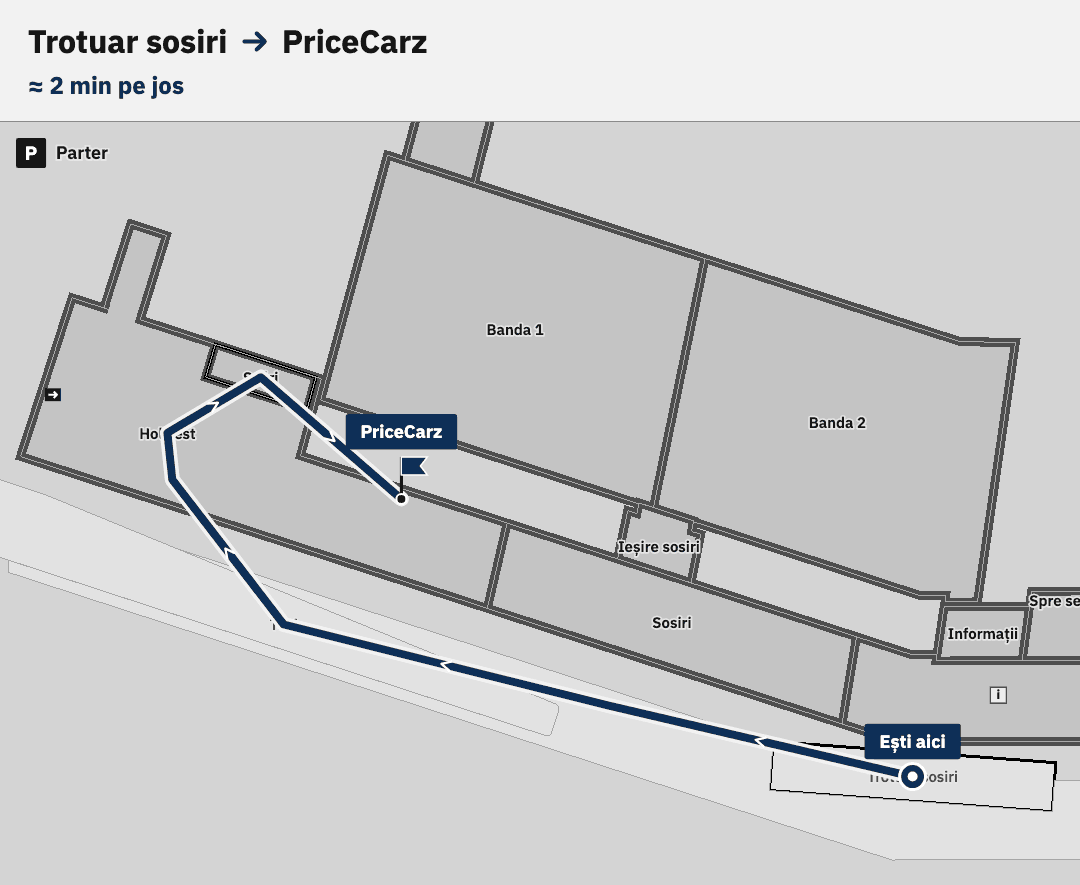 Trotuar sosiri → PriceCarz
≈ 2 min pe jos
P Parter
Banda 1
Banda 2
PriceCarz
Ieșire sosiri
Spre se
Informații
Sosiri
i
Ești aici
sosiri